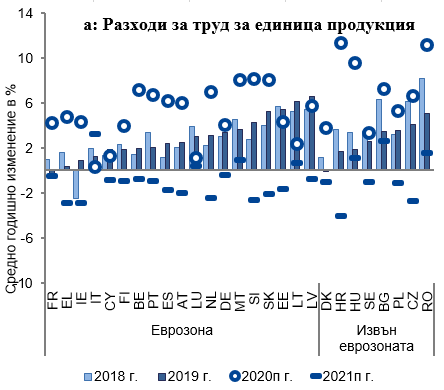 а: Разходи за труд за единица продукция
Средно годишно изменение в %
14
10
6
2
-2
-6
-10
FR
EL
IE
IT
CY
FI
BE
PT
ES
AT
LU
NL
DE
MT
SI
SK
EE
LT
LV
DK
HR
HU
SE
BG
PL
CZ
RO
Еврозона
Извън
еврозоната
2018 г.
2019 г.
2020п г.
2021п г.